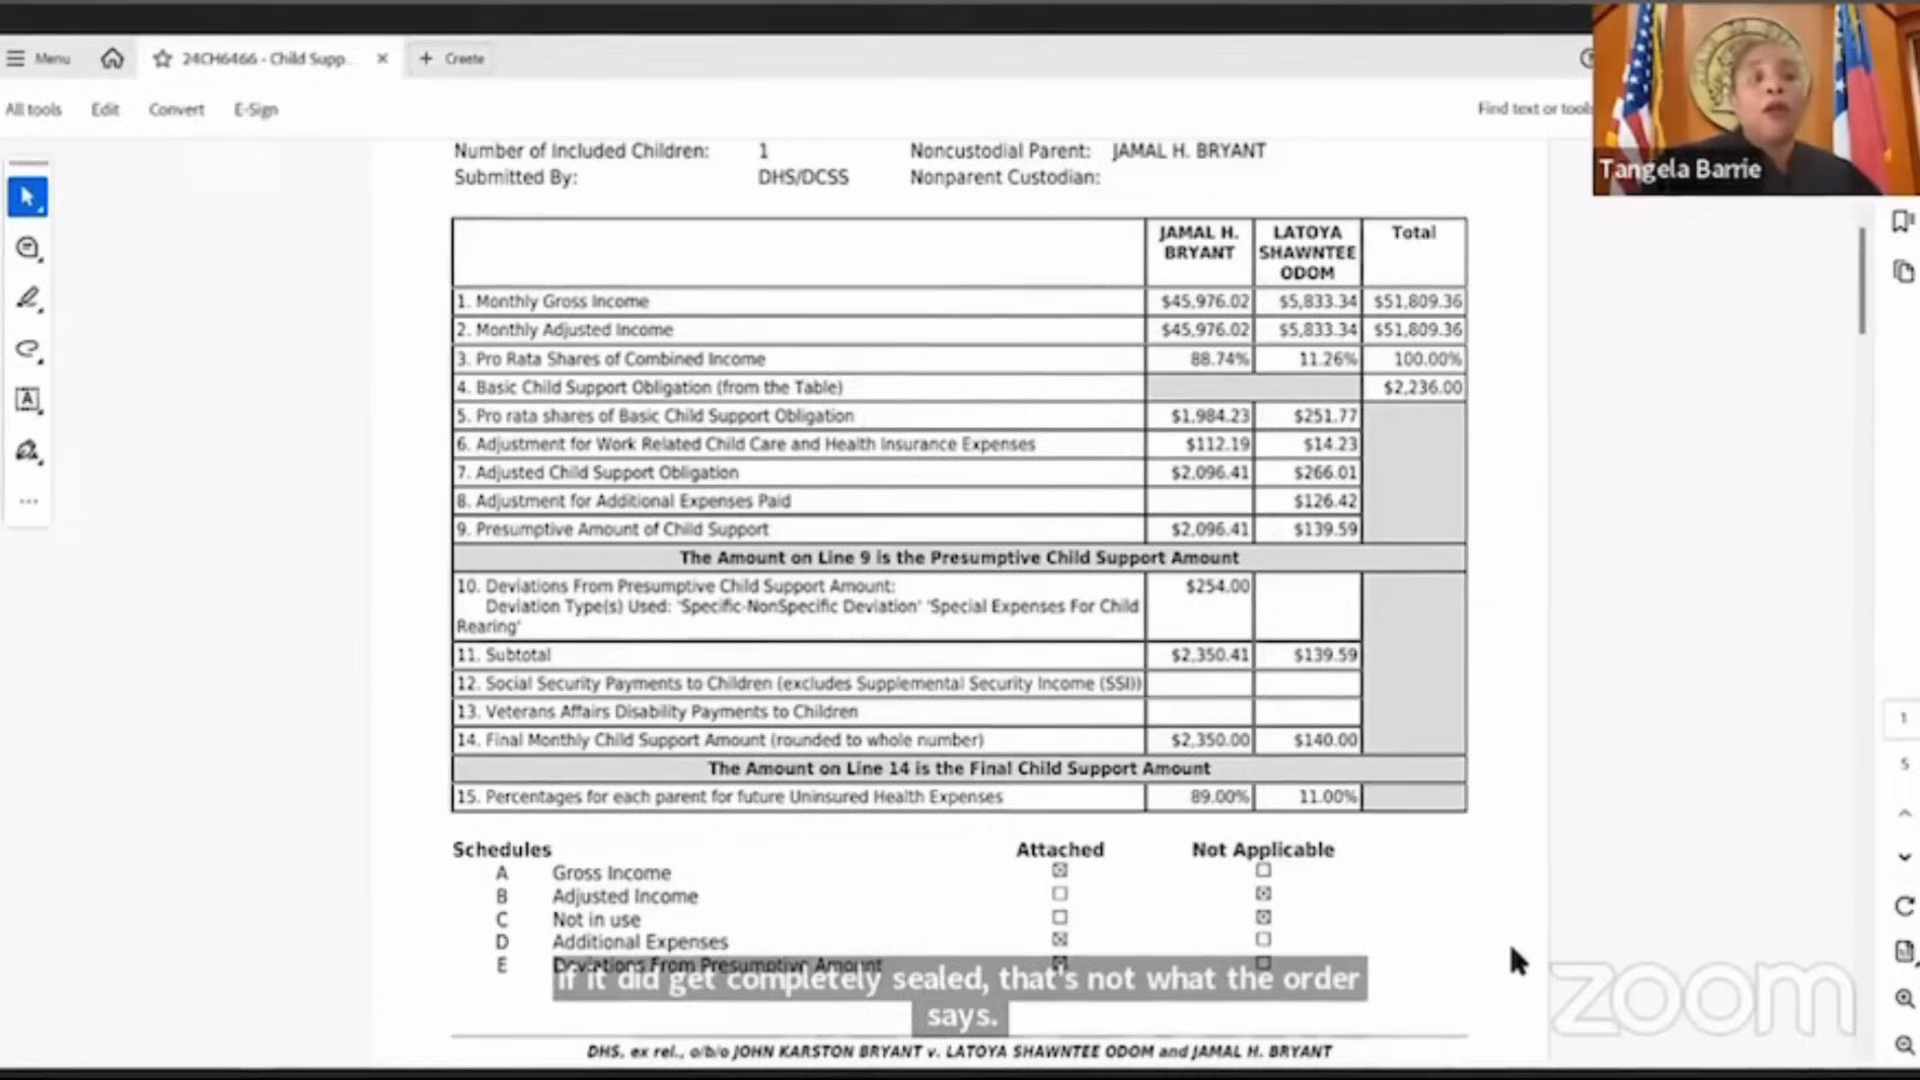 Menu
24CH6466 - Child Supp...
+ Create
All tools Edit Convert E-Sign
Find text or tools
Tangela Barrie
Number of Included Children: 1 Noncustodial Parent: JAMAL H. BRYANT
Submitted By: DHS/DCSS Nonparent Custodian:
JAMAL H. BRYANT LATOYA SHAWNTEE ODOM Total
1. Monthly Gross Income $45,976.02 $5,833.34 $51,809.36
2. Monthly Adjusted Income $45,976.02 $5,833.34 $51,809.36
3. Pro Rata Shares of Combined Income 88.74% 11.26% 100.00%
4. Basic Child Support Obligation (from the Table) $2,236.00
5. Pro rata shares of Basic Child Support Obligation $1,984.23 $251.77
6. Adjustment for Work Related Child Care and Health Insurance Expenses $112.19 $14.23
7. Adjusted Child Support Obligation $2,096.41 $266.01
8. Adjustment for Additional Expenses Paid $126.42
9. Presumptive Amount of Child Support $2,096.41 $139.59
The Amount on Line 9 is the Presumptive Child Support Amount
10. Deviations From Presumptive Child Support Amount: $254.00
Deviation Type(s) Used: 'Specific-NonSpecific Deviation' 'Special Expenses For Child
Rearing'
11. Subtotal $2,350.41 $139.59
12. Social Security Payments to Children (excludes Supplemental Security Income (SSI))
13. Veterans Affairs Disability Payments to Children
14. Final Monthly Child Support Amount (rounded to whole number) $2,350.00 $140.00
The Amount on Line 14 is the Final Child Support Amount
15. Percentages for each parent for future Uninsured Health Expenses 89.00% 11.00%
1
5
Schedules Attached Not Applicable
A Gross Income
B Adjusted Income
C Not in use
D Additional Expenses
E Deviations From Presumptive Amount
if it did get completely sealed, that's not what the order
says.
zoom
DHS, ex rel., o/b/o JOHN KARSTON BRYANT v. LATOYA SHAWNTEE ODOM and JAMAL H. BRYANT